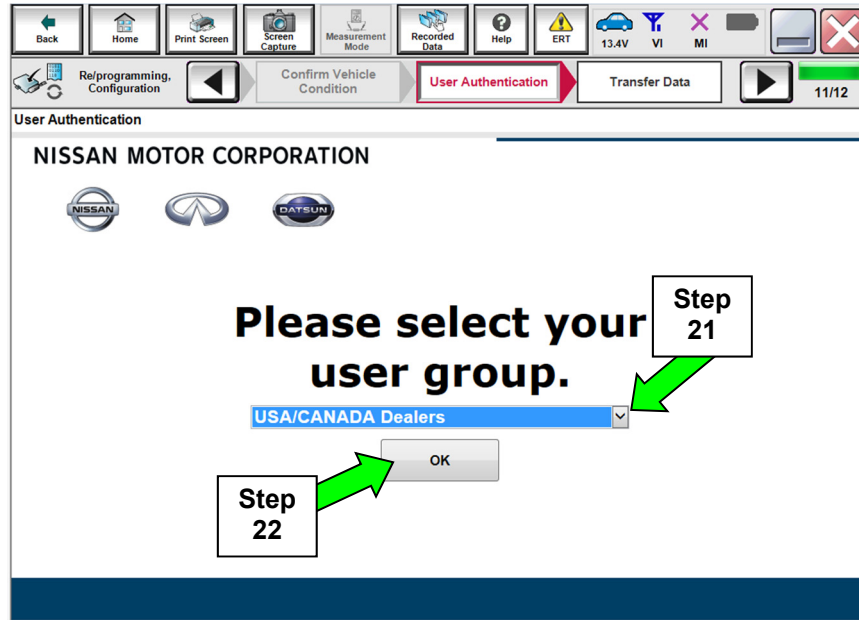 Back
Home
Print Screen
Screen
Capture
Measurement
Mode
Recorded
Data
Help
ERT
13.4V
VI
MI
Re/programming,
Configuration
Confirm Vehicle
Condition
User Authentication
Transfer Data
11/12
User Authentication
NISSAN MOTOR CORPORATION
NISSAN
DATSUN
Please select your
user group.
Step
21
USA/CANADA Dealers
OK
Step
22